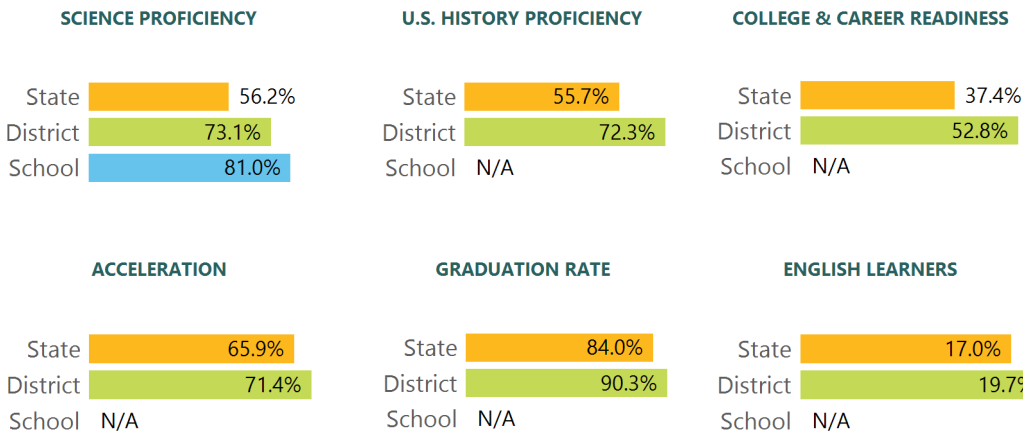 SCIENCE PROFICIENCY
State 56.2%
District 73.1%
School 81.0%
U.S. HISTORY PROFICIENCY
State 55.7%
District 72.3%
School N/A
COLLEGE & CAREER READINESS
State 37.4%
District 52.8%
School N/A
ACCELERATION
State 65.9%
District 71.4%
School N/A
GRADUATION RATE
State 84.0%
District 90.3%
School N/A
ENGLISH LEARNERS
State 17.0%
District 19.7%
School N/A